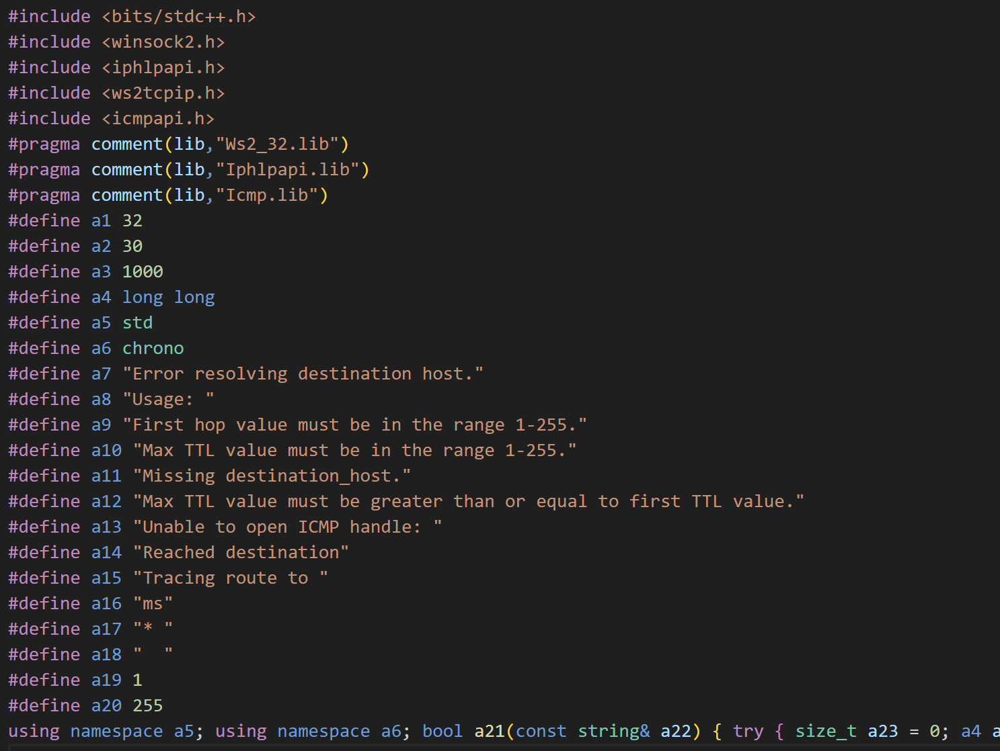 #include <bits/stdc++.h>
#include <winsock2.h>
#include <iphlpapi.h>
#include <ws2tcpip.h>
#include <icmpapi.h>
#pragma comment(lib,"Ws2_32.lib")
#pragma comment(lib,"Iphlpapi.lib")
#pragma comment(lib,"Icmp.lib")
#define a1 32
#define a2 30
#define a3 1000
#define a4 long long
#define a5 std
#define a6 chrono
#define a7 "Error resolving destination host."
#define a8 "Usage: "
#define a9 "First hop value must be in the range 1-255."
#define a10 "Max TTL value must be in the range 1-255."
#define a11 "Missing destination_host."
#define a12 "Max TTL value must be greater than or equal to first TTL value."
#define a13 "Unable to open ICMP handle: "
#define a14 "Reached destination"
#define a15 "Tracing route to "
#define a16 "ms"
#define a17 "* "
#define a18 "  "
#define a19 1
#define a20 255
using namespace a5; using namespace a6; bool a21(const string& a22) { try { size_t a23 = 0; a4